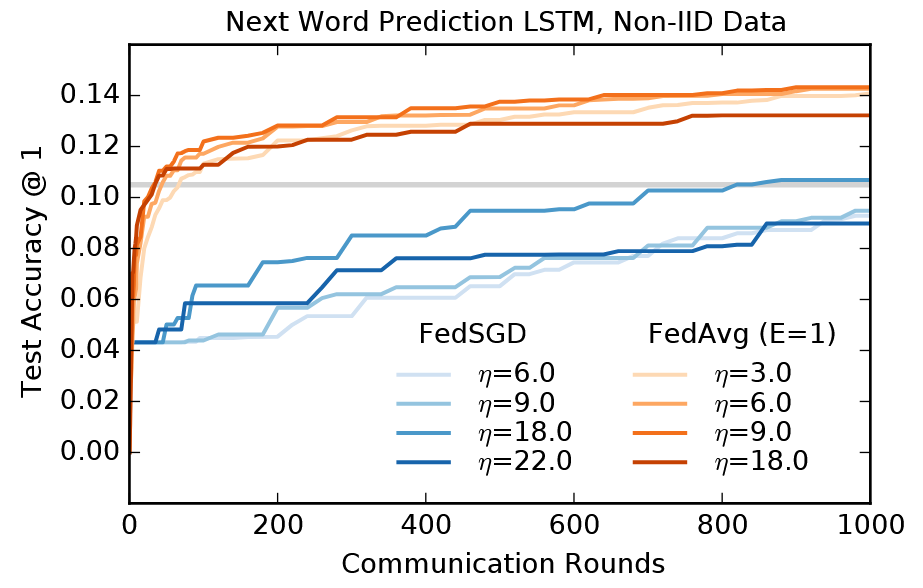 Next Word Prediction LSTM, Non-IID Data
Test Accuracy @ 1
0.14
0.12
0.10
0.08
0.06
0.04
0.02
0.00
FedSGD
η=6.0
η=9.0
η=18.0
η=22.0
FedAvg (E=1)
η=3.0
η=6.0
η=9.0
η=18.0
0 200 400 600 800 1000
Communication Rounds